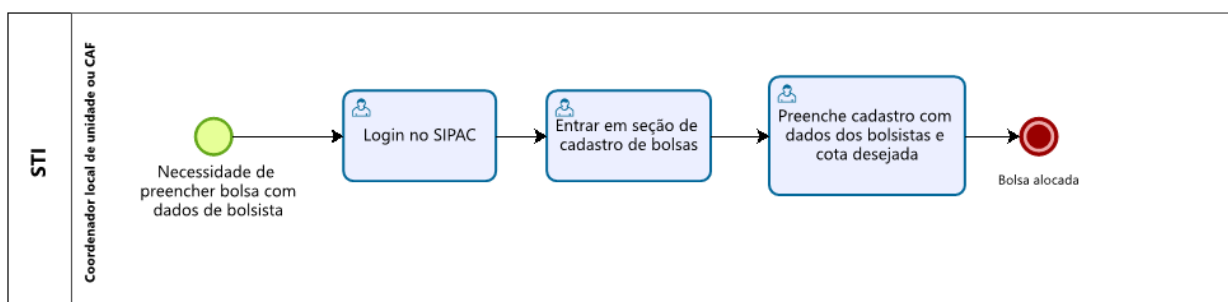 STI
Coordenador local de unidade ou CAF
Necessidade de
preencher bolsa com
dados de bolsista
Login no SIPAC
Entrar em seção de
cadastro de bolsas
Preenche cadastro com
dados dos bolsistas e
cota desejada
Bolsa alocada